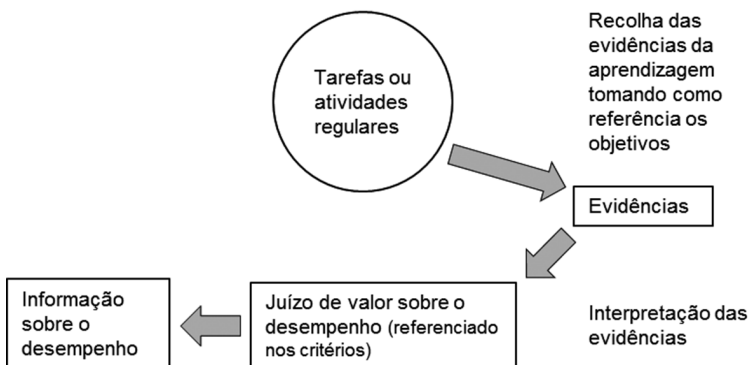 Tarefas ou
atividades
regulares
Recolha das
evidências da
aprendizagem
tomando como
referência os
objetivos
Evidências
Interpretação das
evidências
Juízo de valor sobre o
desempenho (referenciado
nos critérios)
Informação
sobre o
desempenho